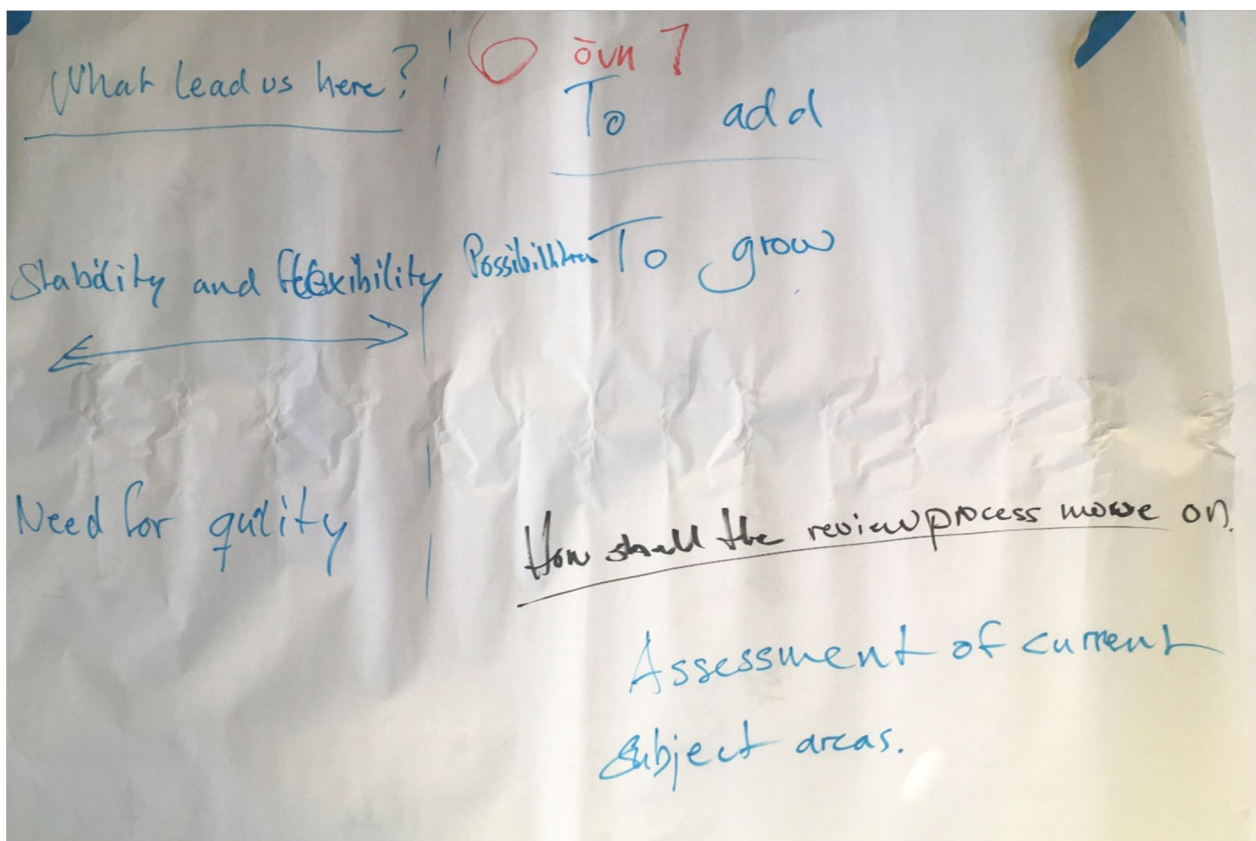 What lead us here?
övn 7
To add
Stability and flexibility
Possibilities To grow
Need for qulity
How shall the reviewprocess move on.
Assessment of current
subject areas.